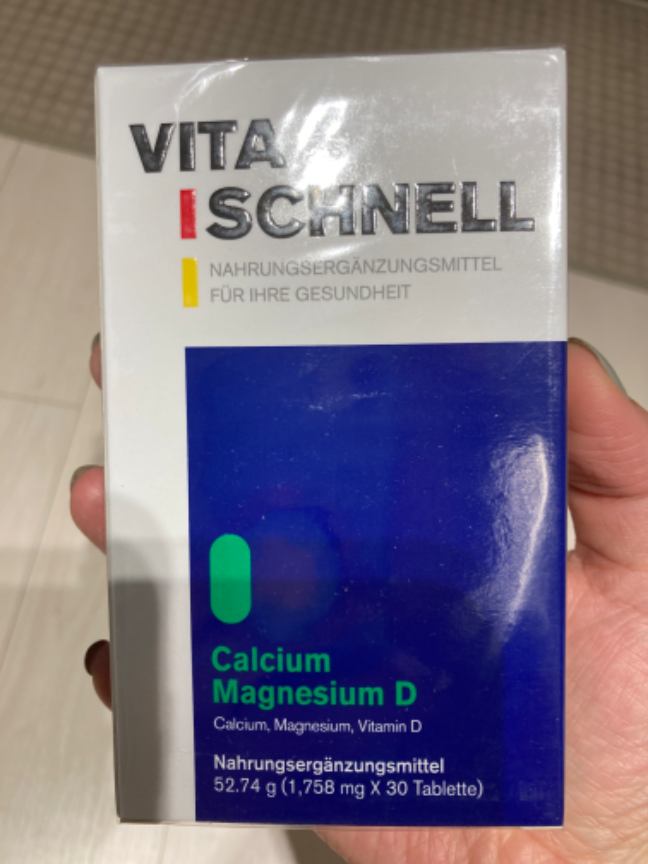 VITA
SCHNELL
NAHRUNGSERGÄNZUNGSMITTEL
FÜR IHRE GESUNDHEIT
Calcium
Magnesium D
Calcium, Magnesium, Vitamin D
Nahrungsergänzungsmittel
52.74 g (1,758 mg X 30 Tablette)